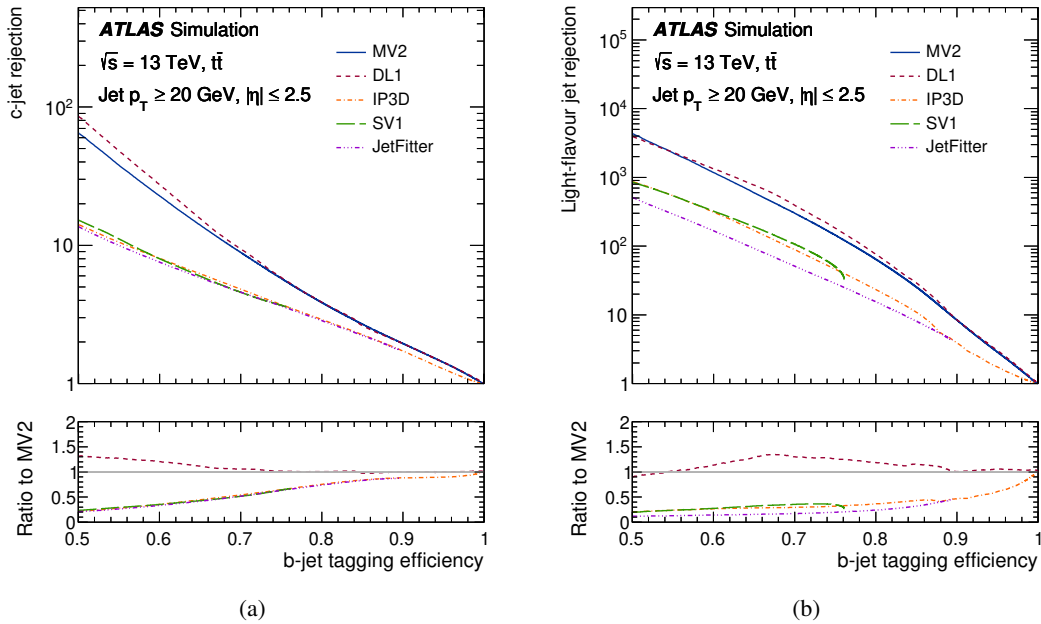 ATLAS Simulation
√s = 13 TeV, tt̄
Jet p_T ≥ 20 GeV, |η| ≤ 2.5
MV2
DL1
IP3D
SV1
JetFitter
c-jet rejection
10²
10
1
Ratio to MV2
2
1.5
1
0.5
0
0.5 0.6 0.7 0.8 0.9 1
b-jet tagging efficiency
(a)
ATLAS Simulation
√s = 13 TeV, tt̄
Jet p_T ≥ 20 GeV, |η| ≤ 2.5
MV2
DL1
IP3D
SV1
JetFitter
Light-flavour jet rejection
10⁵
10⁴
10³
10²
10
1
Ratio to MV2
2
1.5
1
0.5
0
0.5 0.6 0.7 0.8 0.9 1
b-jet tagging efficiency
(b)